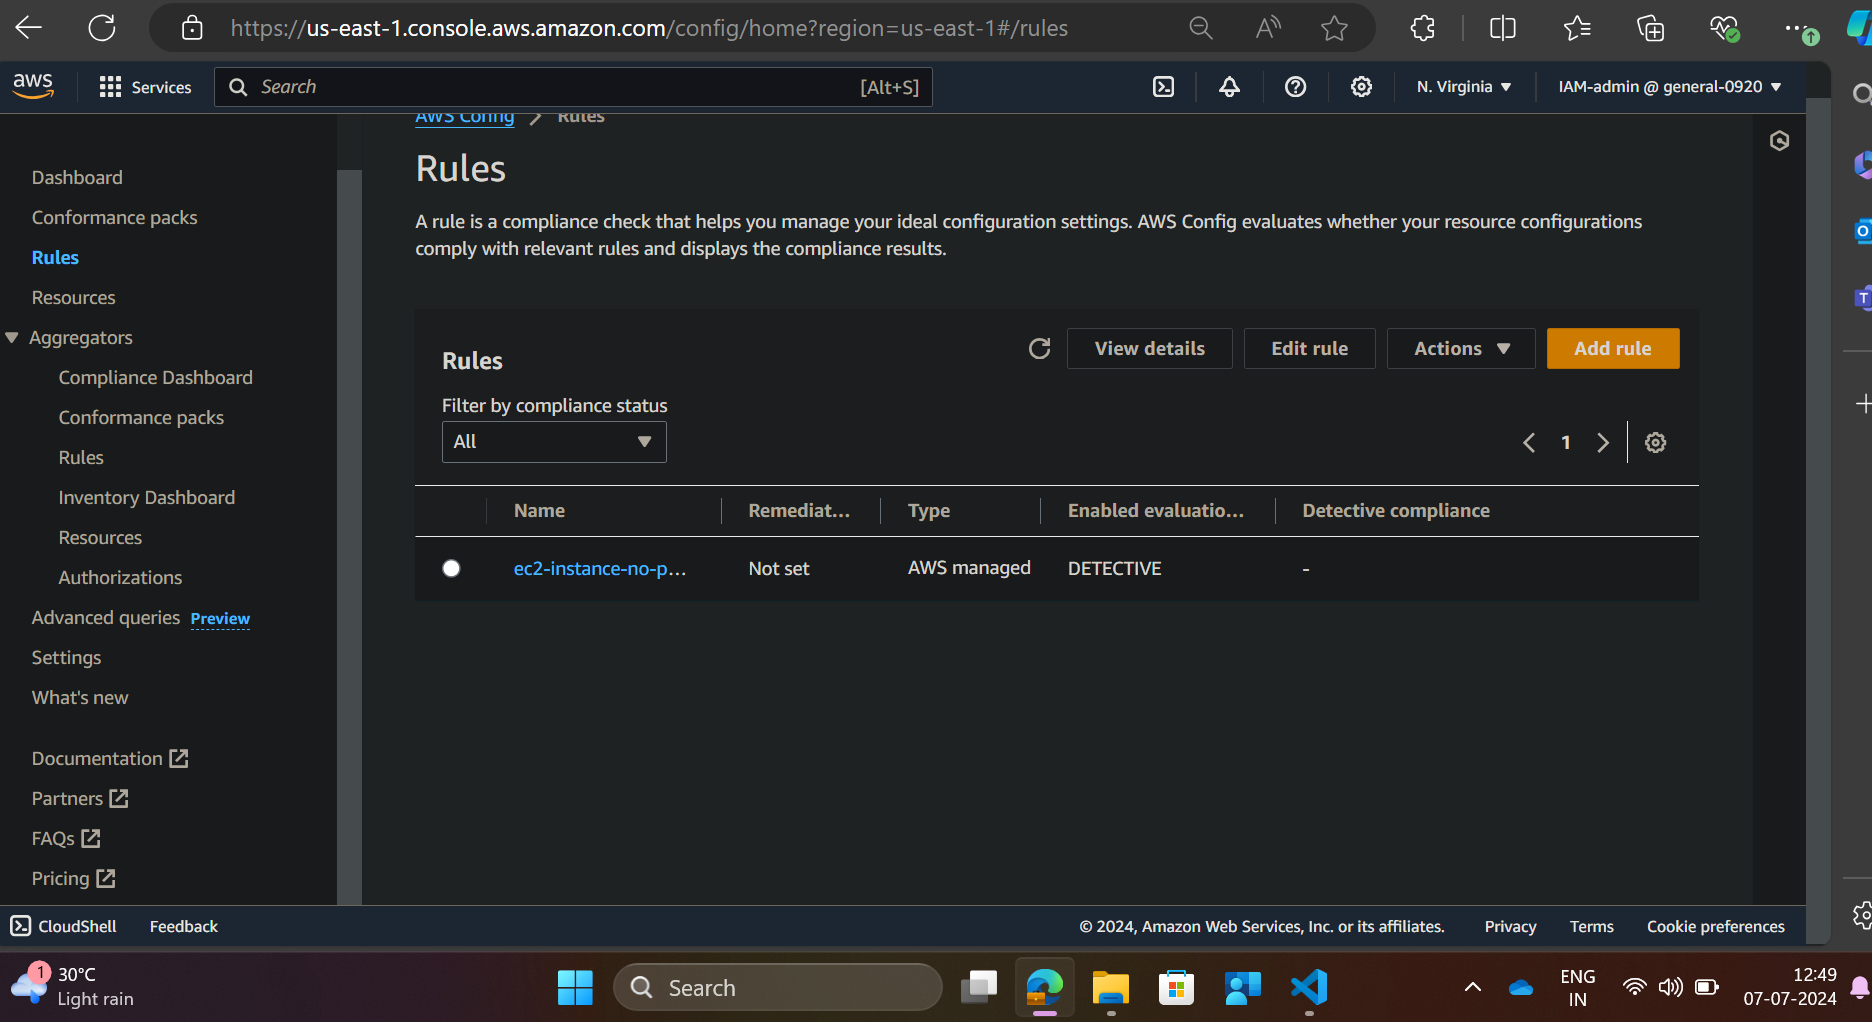 https://us-east-1.console.aws.amazon.com/config/home?region=us-east-1#/rules
aws
Services
Search
[Alt+S]
N. Virginia
IAM-admin @ general-0920
AWS Config
Rules
Dashboard
Conformance packs
Rules
Resources
Aggregators
Compliance Dashboard
Conformance packs
Rules
Inventory Dashboard
Resources
Authorizations
Advanced queries Preview
Settings
What's new
Documentation
Partners
FAQs
Pricing
Rules
A rule is a compliance check that helps you manage your ideal configuration settings. AWS Config evaluates whether your resource configurations
comply with relevant rules and displays the compliance results.
Rules
View details
Edit rule
Actions
Add rule
Filter by compliance status
All
1
Name
Remediat...
Type
Enabled evaluatio...
Detective compliance
ec2-instance-no-p...
Not set
AWS managed
DETECTIVE
-
CloudShell
Feedback
© 2024, Amazon Web Services, Inc. or its affiliates.
Privacy
Terms
Cookie preferences
1
30°C
Light rain
Search
ENG
IN
12:49
07-07-2024